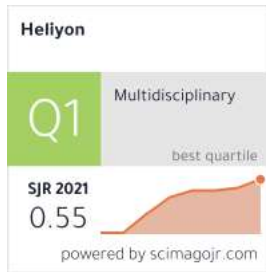 Heliyon
Q1
Multidisciplinary
best quartile
SJR 2021
0.55
powered by scimagojr.com